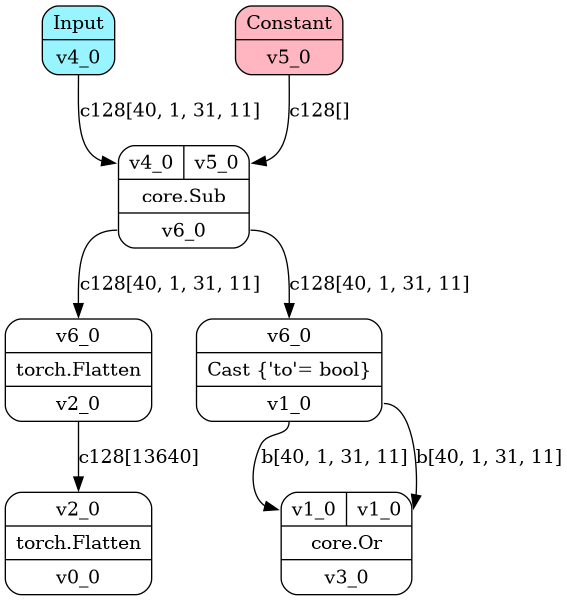 Input
v4_0
Constant
v5_0
c128[40, 1, 31, 11]
c128[]
v4_0 v5_0
core.Sub
v6_0
c128[40, 1, 31, 11]
c128[40, 1, 31, 11]
v6_0
torch.Flatten
v2_0
v6_0
Cast {'to'= bool}
v1_0
c128[13640]
b[40, 1, 31, 11]
b[40, 1, 31, 11]
v2_0
torch.Flatten
v0_0
v1_0 v1_0
core.Or
v3_0